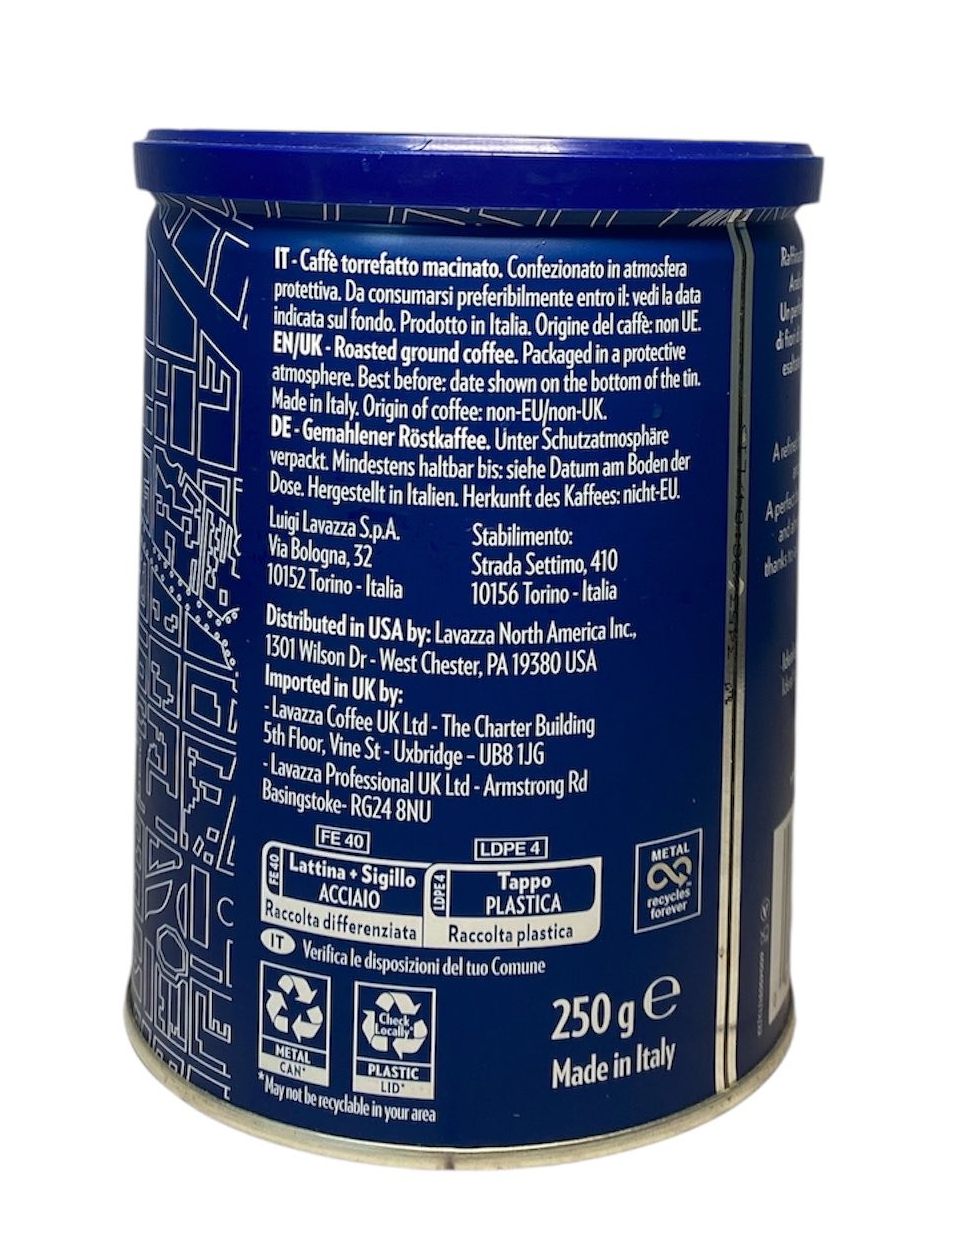 IT - Caffè torrefatto macinato. Confezionato in atmosfera
protettiva. Da consumarsi preferibilmente entro il: vedi la data
indicata sul fondo. Prodotto in Italia. Origine del caffè: non UE.
EN/UK - Roasted ground coffee. Packaged in a protective
atmosphere. Best before: date shown on the bottom of the tin.
Made in Italy. Origin of coffee: non-EU/non-UK.
DE - Gemahlener Röstkaffee. Unter Schutzatmosphäre
verpackt. Mindestens haltbar bis: siehe Datum am Boden der
Dose. Hergestellt in Italien. Herkunft des Kaffees: nicht-EU.
Luigi Lavazza S.p.A.
Via Bologna, 32
10152 Torino - Italia
Stabilimento:
Strada Settimo, 410
10156 Torino - Italia
Distributed in USA by: Lavazza North America Inc.,
1301 Wilson Dr - West Chester, PA 19380 USA
Imported in UK by:
- Lavazza Coffee UK Ltd - The Charter Building
5th Floor, Vine St - Uxbridge - UB8 1JG
- Lavazza Professional UK Ltd - Armstrong Rd
Basingstoke- RG24 8NU
FE 40
FE 40
Lattina + Sigillo
ACCIAIO
Raccolta differenziata
LDPE 4
LDPE 4
Tappo
PLASTICA
Raccolta plastica
IT Verifica le disposizioni del tuo Comune
METAL
recycles
forever
METAL
CAN*
Check
Locally*
PLASTIC
LID*
*May not be recyclable in your area
250 g e
Made in Italy
A perfect
thanks to